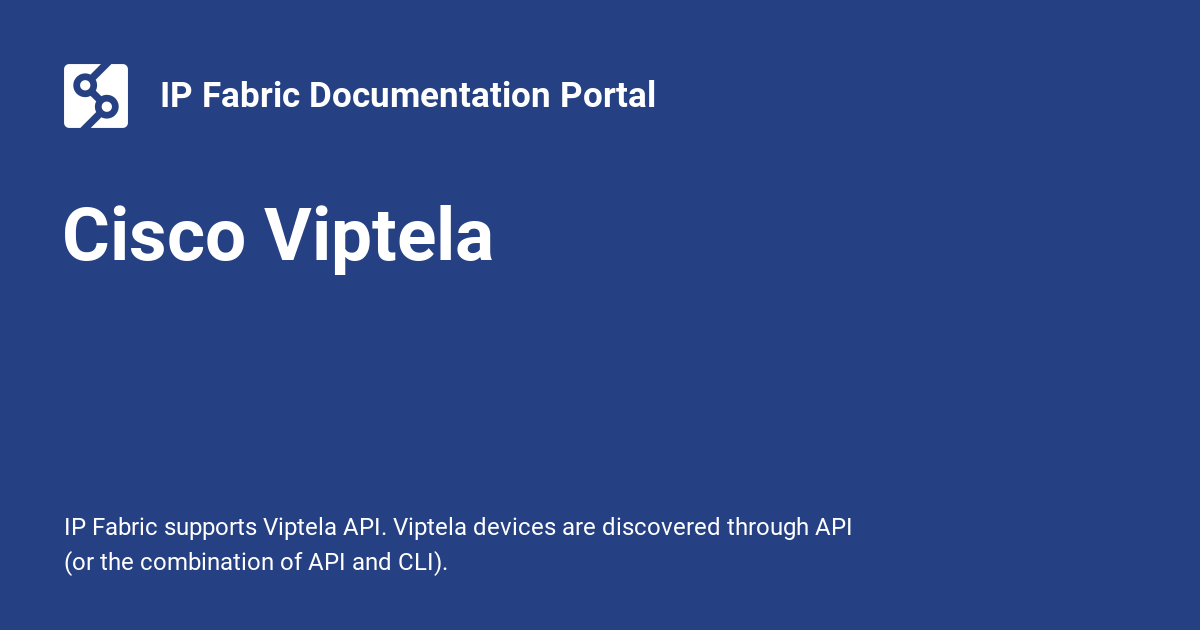 IP Fabric Documentation Portal
Cisco Viptela
IP Fabric supports Viptela API. Viptela devices are discovered through API
(or the combination of API and CLI).